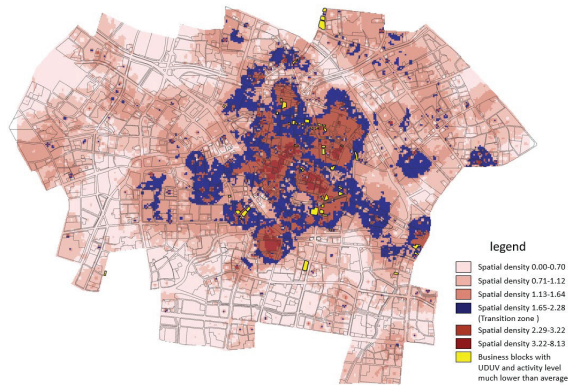 legend
Spatial density 0.00-0.70
Spatial density 0.71-1.12
Spatial density 1.13-1.64
Spatial density 1.65-2.28
(Transition zone )
Spatial density 2.29-3.22
Spatial density 3.22-8.13
Business blocks with
UDUV and activity level
much lower than average